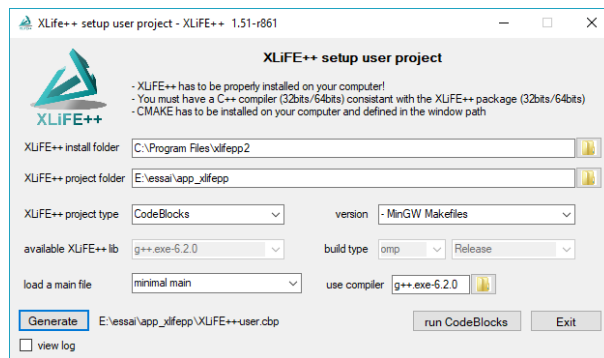 XLife++ setup user project - XLiFE++ 1.51-r861
XLiFE++ setup user project
- XLiFE++ has to be properly installed on your computer!
- You must have a C++ compiler (32bits/64bits) consistant with the XLiFE++ package (32bits/64bits)
- CMAKE has to be installed on your computer and defined in the window path
XLiFE++
XLiFE++ install folder C:\Program Files\xlifepp2
XLiFE++ project folder E:\essai\app_xlifepp
XLiFE++ project type CodeBlocks version - MinGW Makefiles
available XLiFE++ lib g++.exe-6.2.0 build type omp Release
load a main file minimal main use compiler g++.exe-6.2.0
Generate E:\essai\app_xlifepp\XLiFE++-user.cbp run CodeBlocks Exit
view log